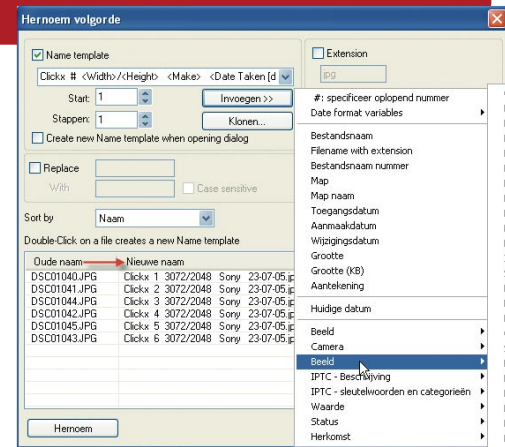 Hernoem volgorde
Name template
Extension
Clickx # <Width>/<Height> <Make> <Date Taken [d
jpg
Start: 1
Invoegen >>
Stappen: 1
Klonen...
Create new Name template when opening dialog
Replace
With
Case sensitive
Sort by
Naam
Double-Click on a file creates a new Name template
Oude naam
Nieuwe naam
DSC01040.JPG Clickx 1 3072/2048 Sony 23-07-05.jp
DSC01041.JPG Clickx 2 3072/2048 Sony 23-07-05.jp
DSC01044.JPG Clickx 3 3072/2048 Sony 23-07-05.jp
DSC01042.JPG Clickx 4 3072/2048 Sony 23-07-05.jp
DSC01045.JPG Clickx 5 3072/2048 Sony 23-07-05.jp
DSC01043.JPG Clickx 6 3072/2048 Sony 23-07-05.jp
Hernoem
#: specificeer oplopend nummer
Date format variables
Bestandsnaam
Filename with extension
Bestandsnaam nummer
Map
Map naam
Toegangsdatum
Aanmaakdatum
Wijzigingsdatum
Grootte
Grootte (KB)
Aantekening
Huidige datum
Beeld
Camera
Beeld
IPTC - Beschrijving
IPTC - sleutelwoorden en categorieën
Waarde
Status
Herkomst